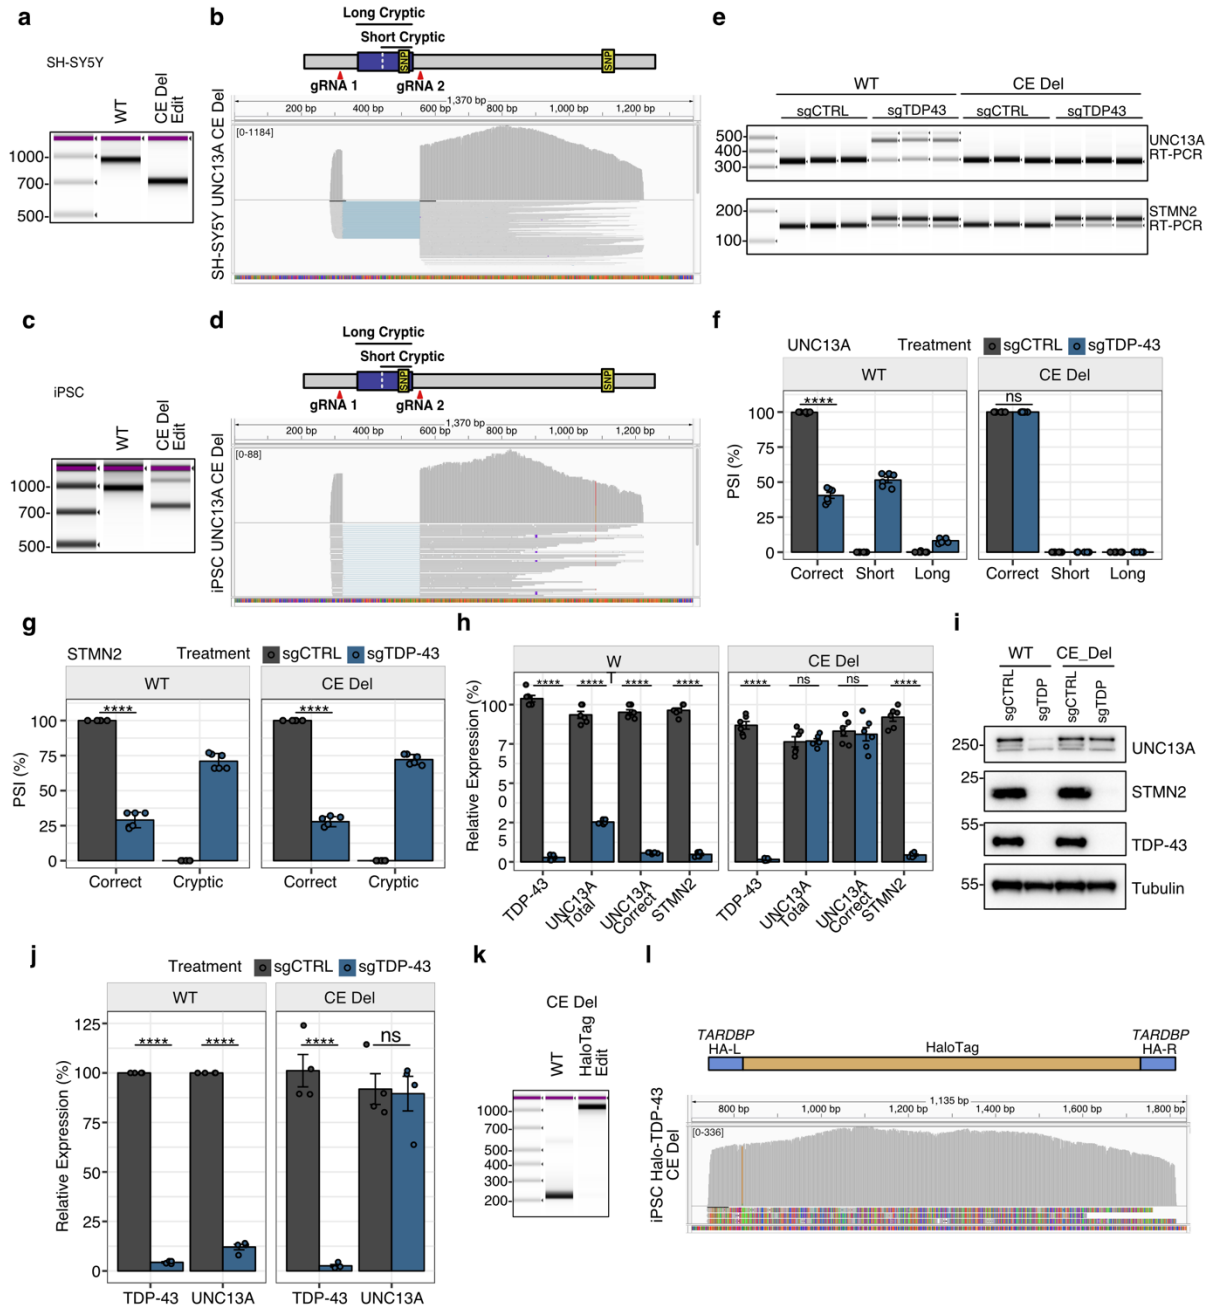 a
SH-SY5Y
WT
CE Del
Edit
1000
700
500
b
Long Cryptic
Short Cryptic
SNP
SNP
gRNA 1
gRNA 2
SH-SY5Y UNC13A CE Del
1,370 bp
200 bp 400 bp 600 bp 800 bp 1,000 bp 1,200 bp
[0-1184]
e
WT
CE Del
sgCTRL sgTDP43 sgCTRL sgTDP43
500
400
300
UNC13A
RT-PCR
200
100
STMN2
RT-PCR
c
iPSC
WT
CE Del
Edit
1000
700
500
d
Long Cryptic
Short Cryptic
SNP
SNP
gRNA 1
gRNA 2
iPSC UNC13A CE Del
1,370 bp
200 bp 400 bp 600 bp 800 bp 1,000 bp 1,200 bp
[0-88]
f
UNC13A Treatment sgCTRL sgTDP-43
WT CE Del
PSI (%)
100
75
50
25
0
**** ns
Correct Short Long Correct Short Long
g
STMN2 Treatment sgCTRL sgTDP-43
WT CE Del
PSI (%)
100
75
50
25
0
**** ****
Correct Cryptic Correct Cryptic
h
W
T
CE Del
Relative Expression (%)
100
7
5
5
0
2
5
0
**** **** **** **** **** ns ns ****
TDP-43
UNC13A
Total
UNC13A
Correct
STMN2
TDP-43
UNC13A
Total
UNC13A
Correct
STMN2
i
WT CE_Del
sgCTRL
sgTDP
sgCTRL
sgTDP
250
UNC13A
25
STMN2
55
TDP-43
55
Tubulin
j
Treatment sgCTRL sgTDP-43
WT CE Del
Relative Expression (%)
125
100
75
50
25
0
**** **** **** ns
TDP-43 UNC13A TDP-43 UNC13A
k
CE Del
WT
HaloTag
Edit
1000
700
500
400
300
200
l
TARDBP
HA-L
HaloTag
TARDBP
HA-R
iPSC Halo-TDP-43
CE Del
1,135 bp
800 bp 1,000 bp 1,200 bp 1,400 bp 1,600 bp 1,800 bp
[0-336]